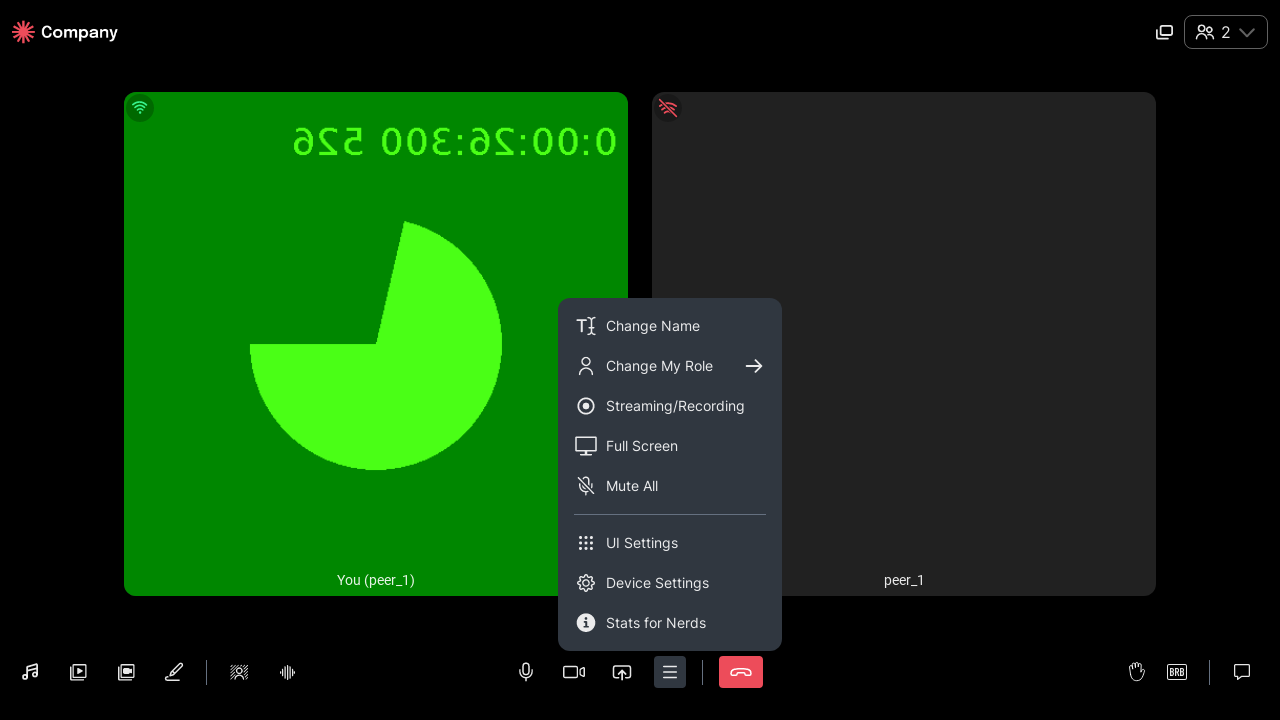 Company
2
0:00:26:300 526
Change Name
Change My Role
Streaming/Recording
Full Screen
Mute All
UI Settings
You (peer_1)
peer_1
Device Settings
Stats for Nerds
BRB